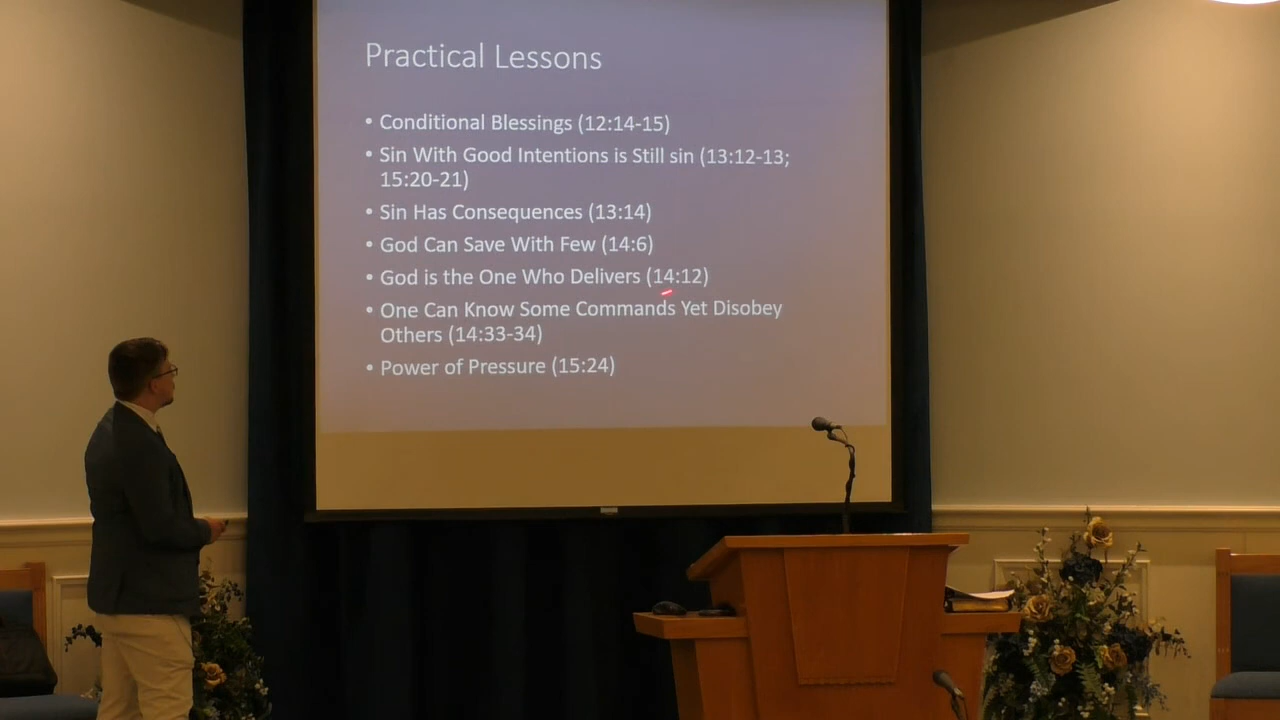 Practical Lessons
• Conditional Blessings (12:14-15)
• Sin With Good Intentions is Still sin (13:12-13;
15:20-21)
• Sin Has Consequences (13:14)
• God Can Save With Few (14:6)
• God is the One Who Delivers (14:12)
• One Can Know Some Commands Yet Disobey
Others (14:33-34)
• Power of Pressure (15:24)